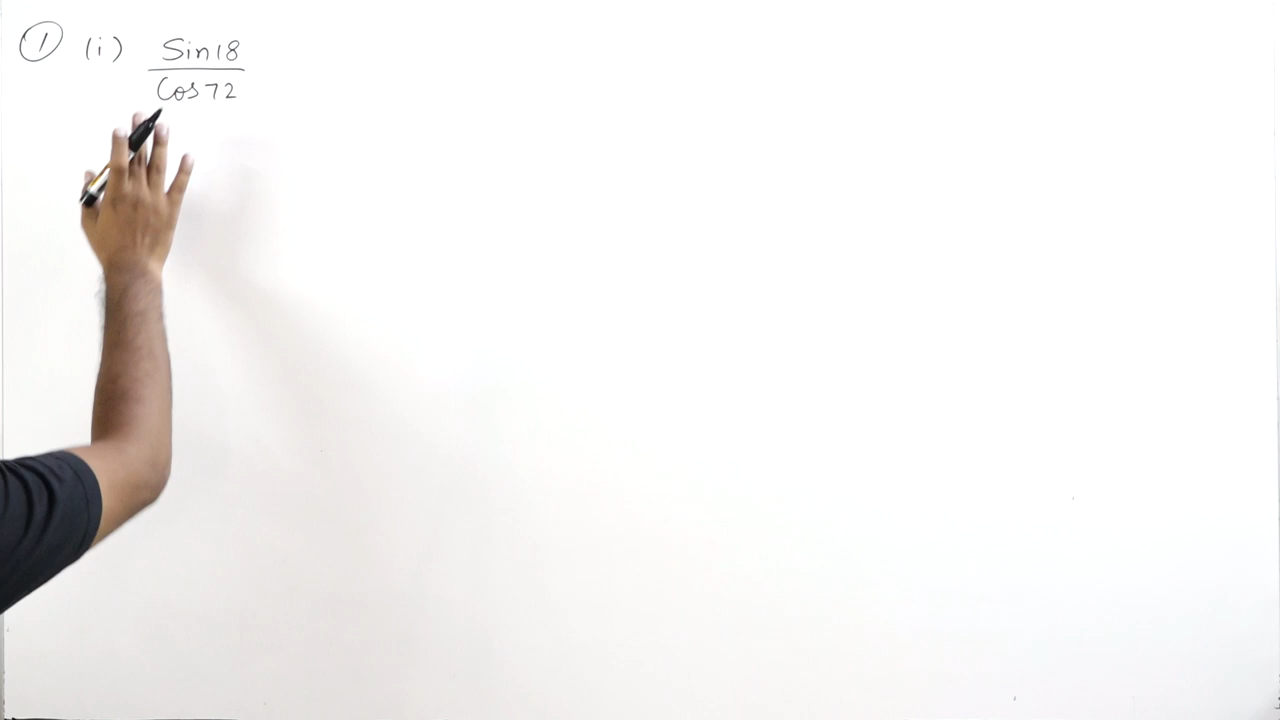 ① (i) Sin18
Cos72